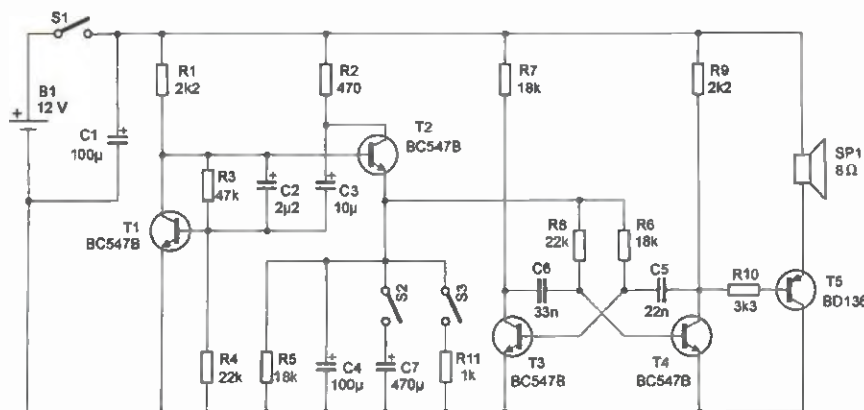 S1
B1
12 V
C1
100µ
R1
2k2
R2
470
R7
18k
R9
2k2
T2
BC547B
SP1
8Ω
R3
47k
C2
2µ2
C3
10µ
T1
BC547B
R8
22k
R6
18k
C6
33n
C5
22n
R10
3k3
T5
BD136
S2
S3
R4
22k
R5
18k
C4
100µ
C7
470µ
R11
1k
T3
BC547B
T4
BC547B